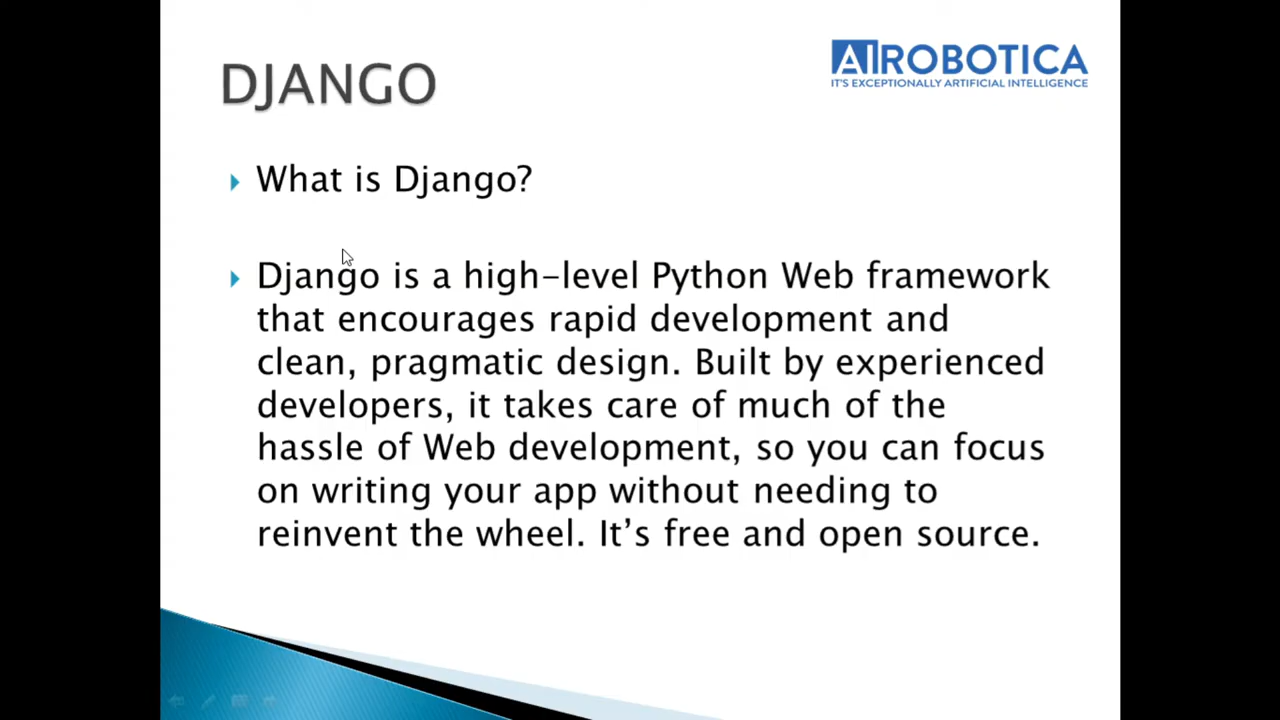 DJANGO
AIROBOTICA
IT'S EXCEPTIONALLY ARTIFICIAL INTELLIGENCE
What is Django?
Django is a high-level Python Web framework
that encourages rapid development and
clean, pragmatic design. Built by experienced
developers, it takes care of much of the
hassle of Web development, so you can focus
on writing your app without needing to
reinvent the wheel. It’s free and open source.